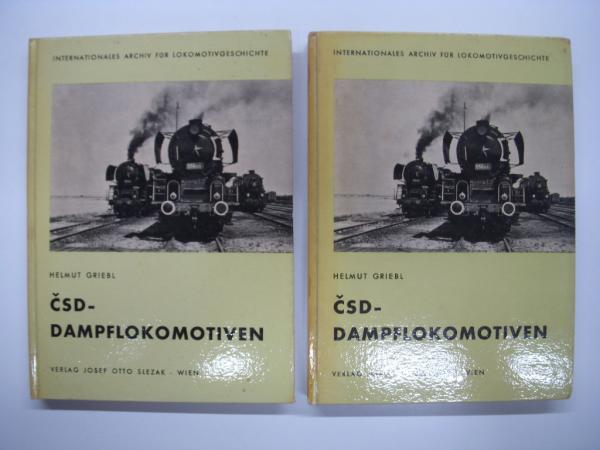 INTERNATIONALES ARCHIV FÜR LOKOMOTIVGESCHICHTE
HELMUT GRIEBL
ČSD-
DAMPFLOKOMOTIVEN
VERLAG JOSEF OTTO SLEZAK - WIEN
INTERNATIONALES ARCHIV FÜR LOKOMOTIVGESCHICHTE
HELMUT GRIEBL
ČSD-
DAMPFLOKOMOTIVEN
VERLAG WIEN